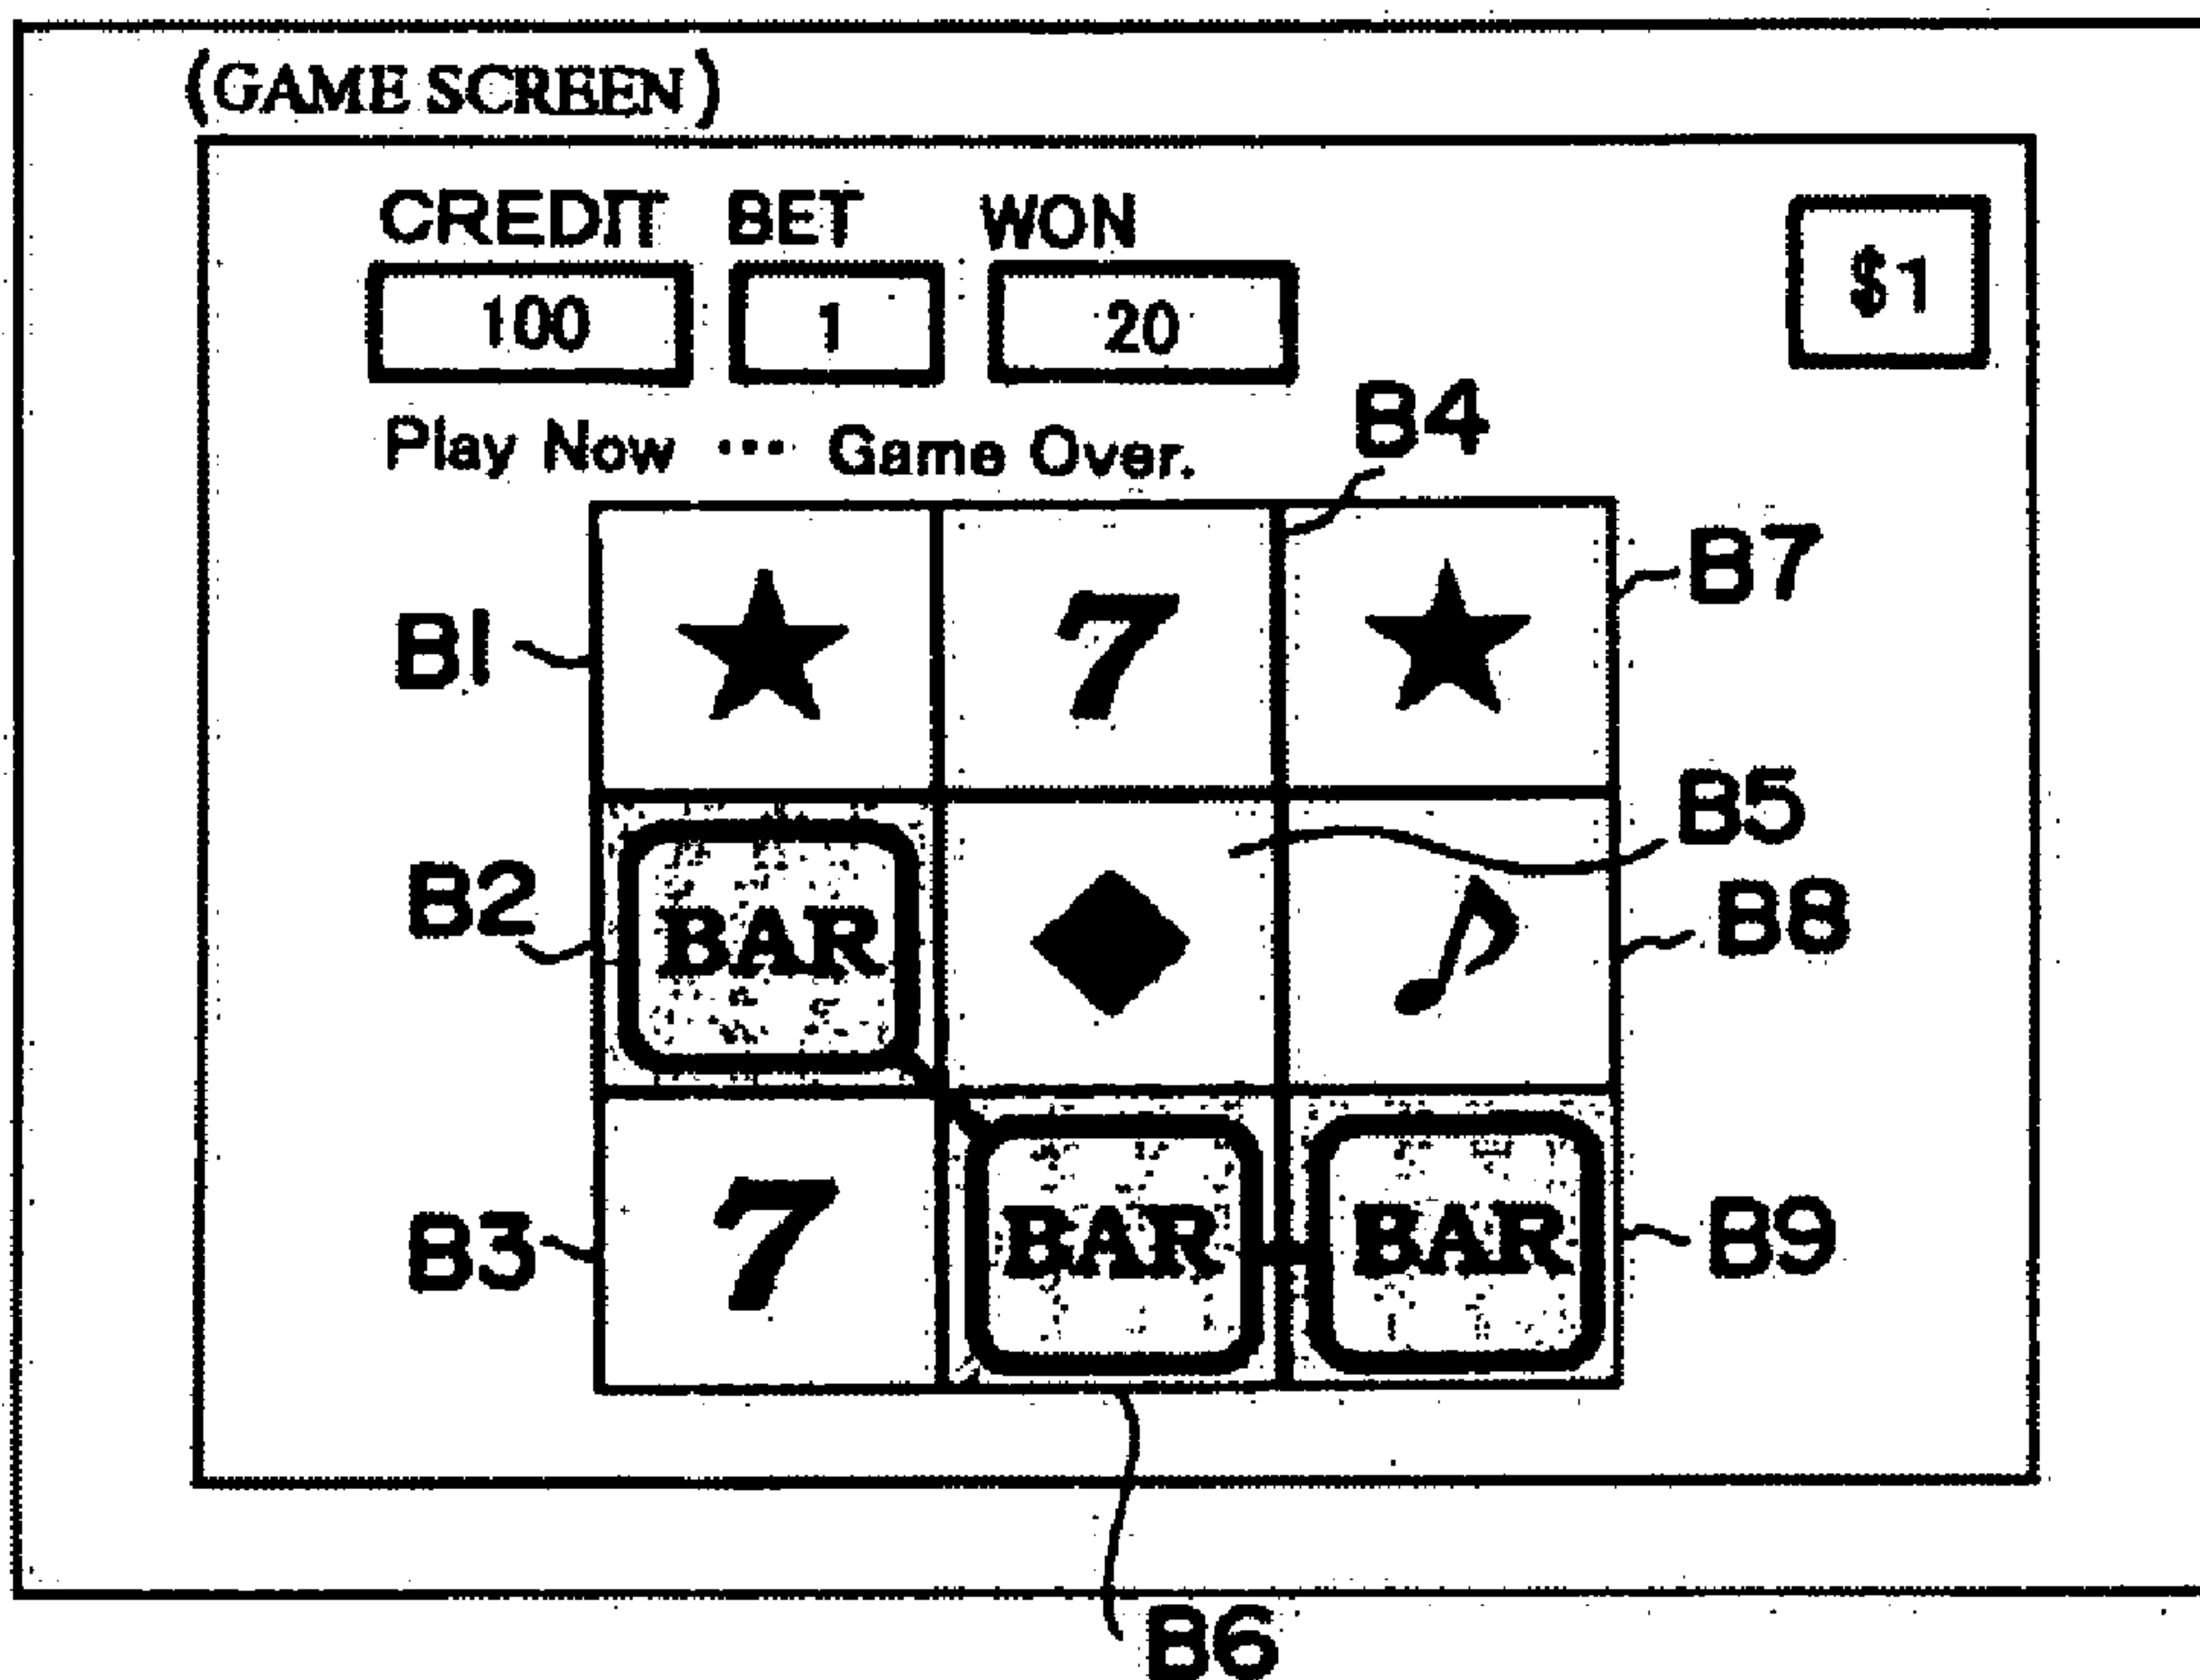 (GAME SCREEN)
CREDIT BET WON
100 1 20 $1
Play Now ... Game Over.
B4
B1 7 B7
B5
B2 BAR B8
B3 7 BAR BAR B9
B6